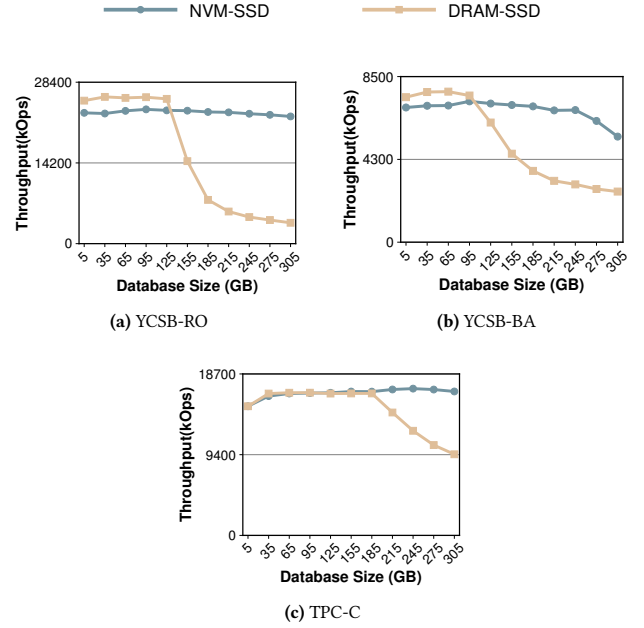 NVM-SSD DRAM-SSD
Throughput(kOps)
28400
14200
0
5 35 65 95 125 155 185 215 245 275 305
Database Size (GB)
(a) YCSB-RO
Throughput(kOps)
8500
4300
0
5 35 65 95 125 155 185 215 245 275 305
Database Size (GB)
(b) YCSB-BA
Throughput(kOps)
18700
9400
0
5 35 65 95 125 155 185 215 245 275 305
Database Size (GB)
(c) TPC-C